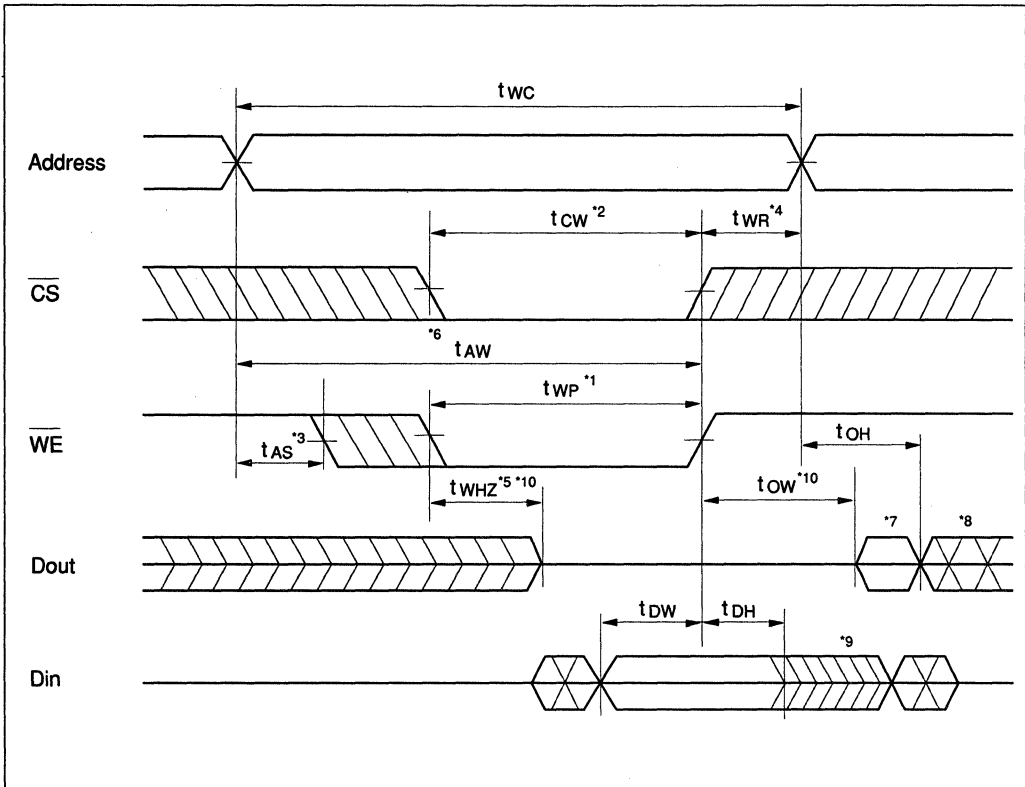 tWC
Address
tCW*2
tWR*4
CS
*6
tAW
tWP*1
WE
tAS*3
tOH
tWHZ*5 *10
tOW*10
*7
*8
Dout
tDW
tDH
*9
Din